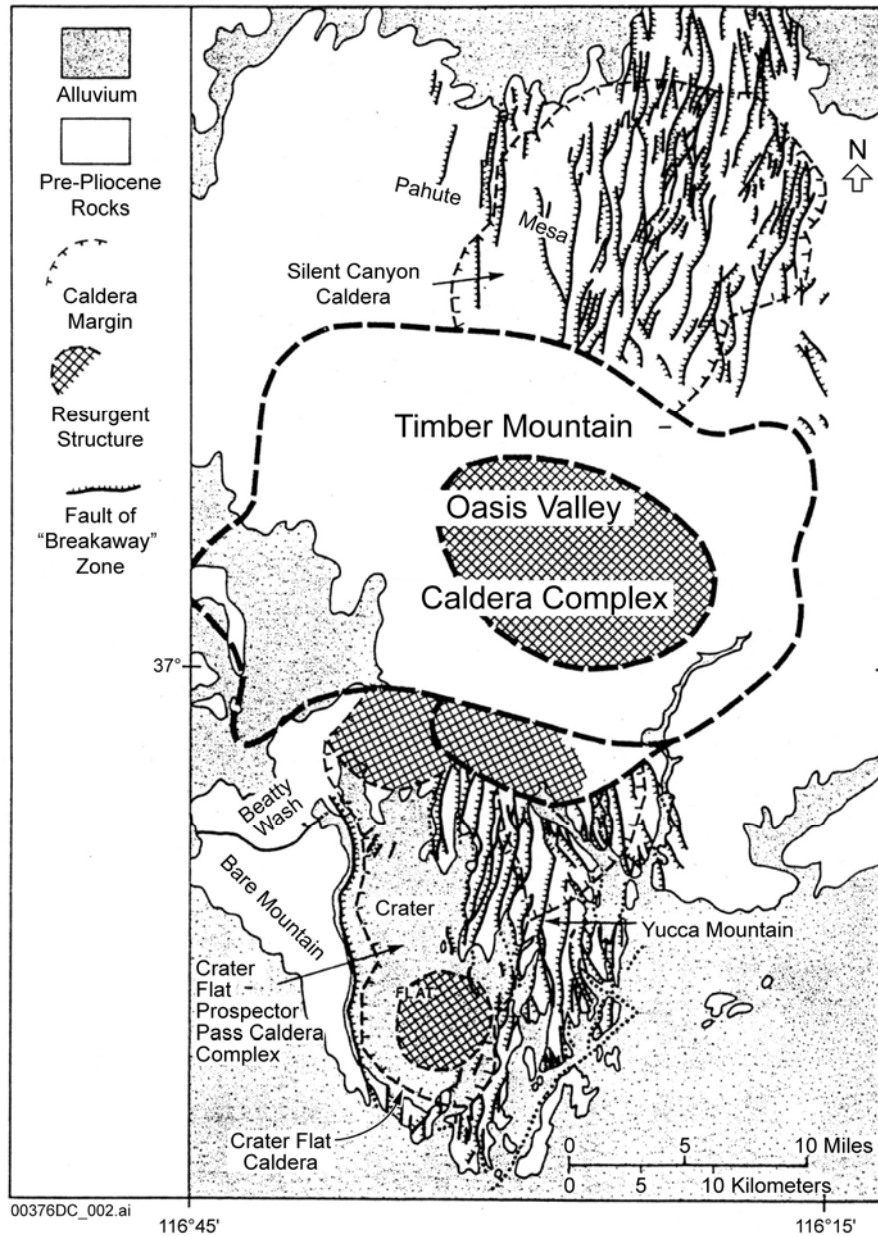 Alluvium
Pre-Pliocene
Rocks
Caldera
Margin
Resurgent
Structure
Fault of
“Breakaway”
Zone
N
Pahute
Mesa
Silent Canyon
Caldera
Timber Mountain
Oasis Valley
Caldera Complex
37°
Beatty
Wash
Bare Mountain
Crater
FLAT
Yucca Mountain
Crater
Flat
Prospector
Pass Caldera
Complex
Crater Flat
Caldera
0 5 10 Miles
0 5 10 Kilometers
00376DC_002.ai
116°45'
116°15'